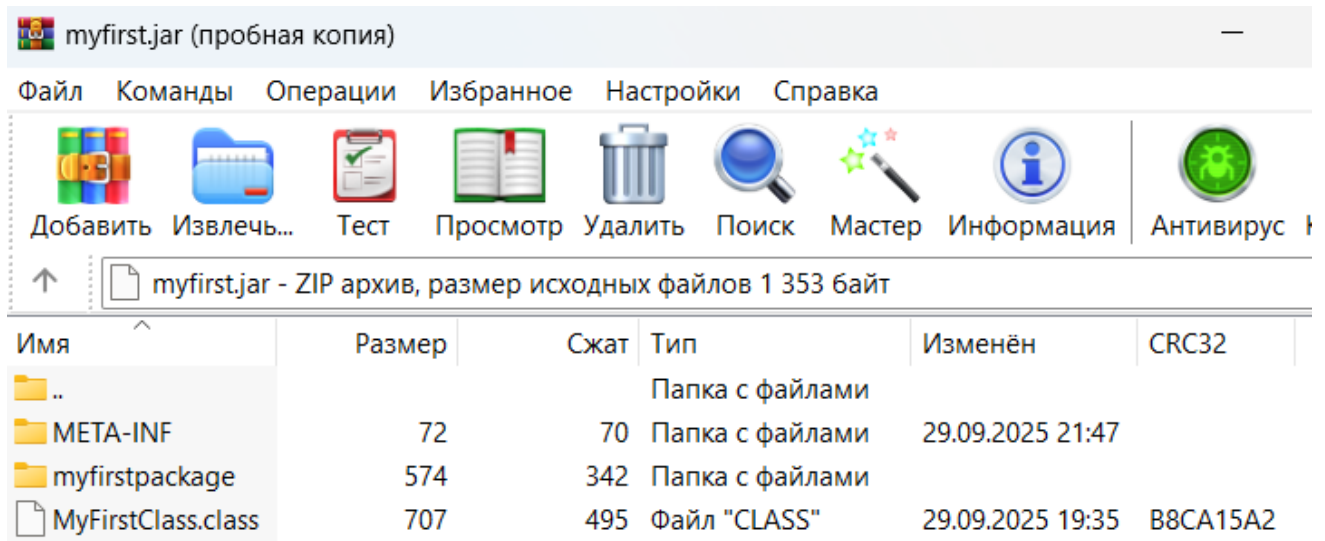 myfirst.jar (пробная копия)
Файл Команды Операции Избранное Настройки Справка
Добавить Извлечь... Тест Просмотр Удалить Поиск Мастер Информация Антивирус
myfirst.jar - ZIP архив, размер исходных файлов 1 353 байт
Имя Размер Сжат Тип Изменён CRC32
.. Папка с файлами
META-INF 72 70 Папка с файлами 29.09.2025 21:47
myfirstpackage 574 342 Папка с файлами
MyFirstClass.class 707 495 Файл "CLASS" 29.09.2025 19:35 B8CA15A2